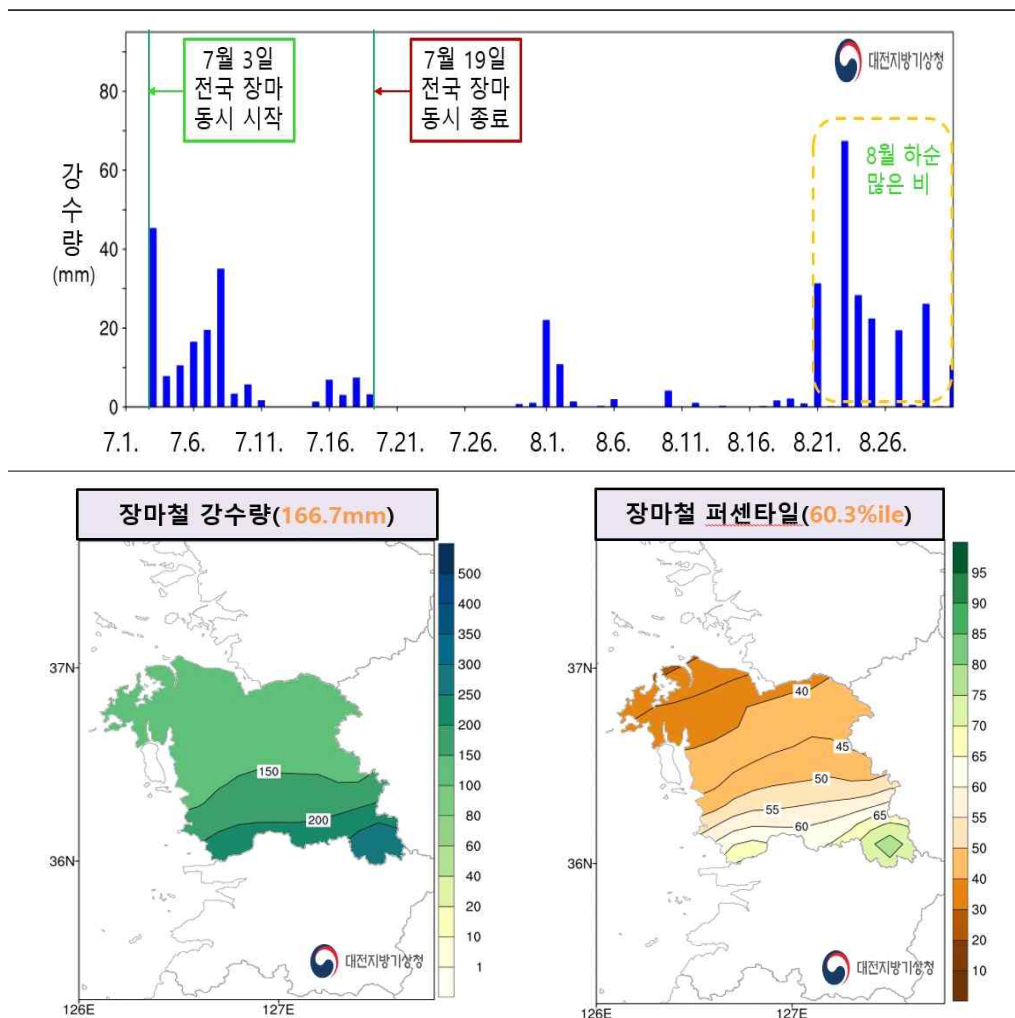 7월 3일
전국 장마
동시 시작
7월 19일
전국 장마
동시 종료
대전지방기상청
8월 하순
많은 비
강
수
량
(mm)
80
60
40
20
0
7.1. 7.6. 7.11. 7.16. 7.21. 7.26. 8.1. 8.6. 8.11. 8.16. 8.21. 8.26.
장마철 강수량(166.7mm)
37N
36N
126E 127E
150
200
500
400
350
300
250
200
150
100
80
60
40
20
10
1
대전지방기상청
장마철 퍼센타일(60.3%ile)
37N
36N
126E 127E
40
45
50
55
60
65
95
90
85
80
75
70
65
60
55
50
40
30
20
10
대전지방기상청